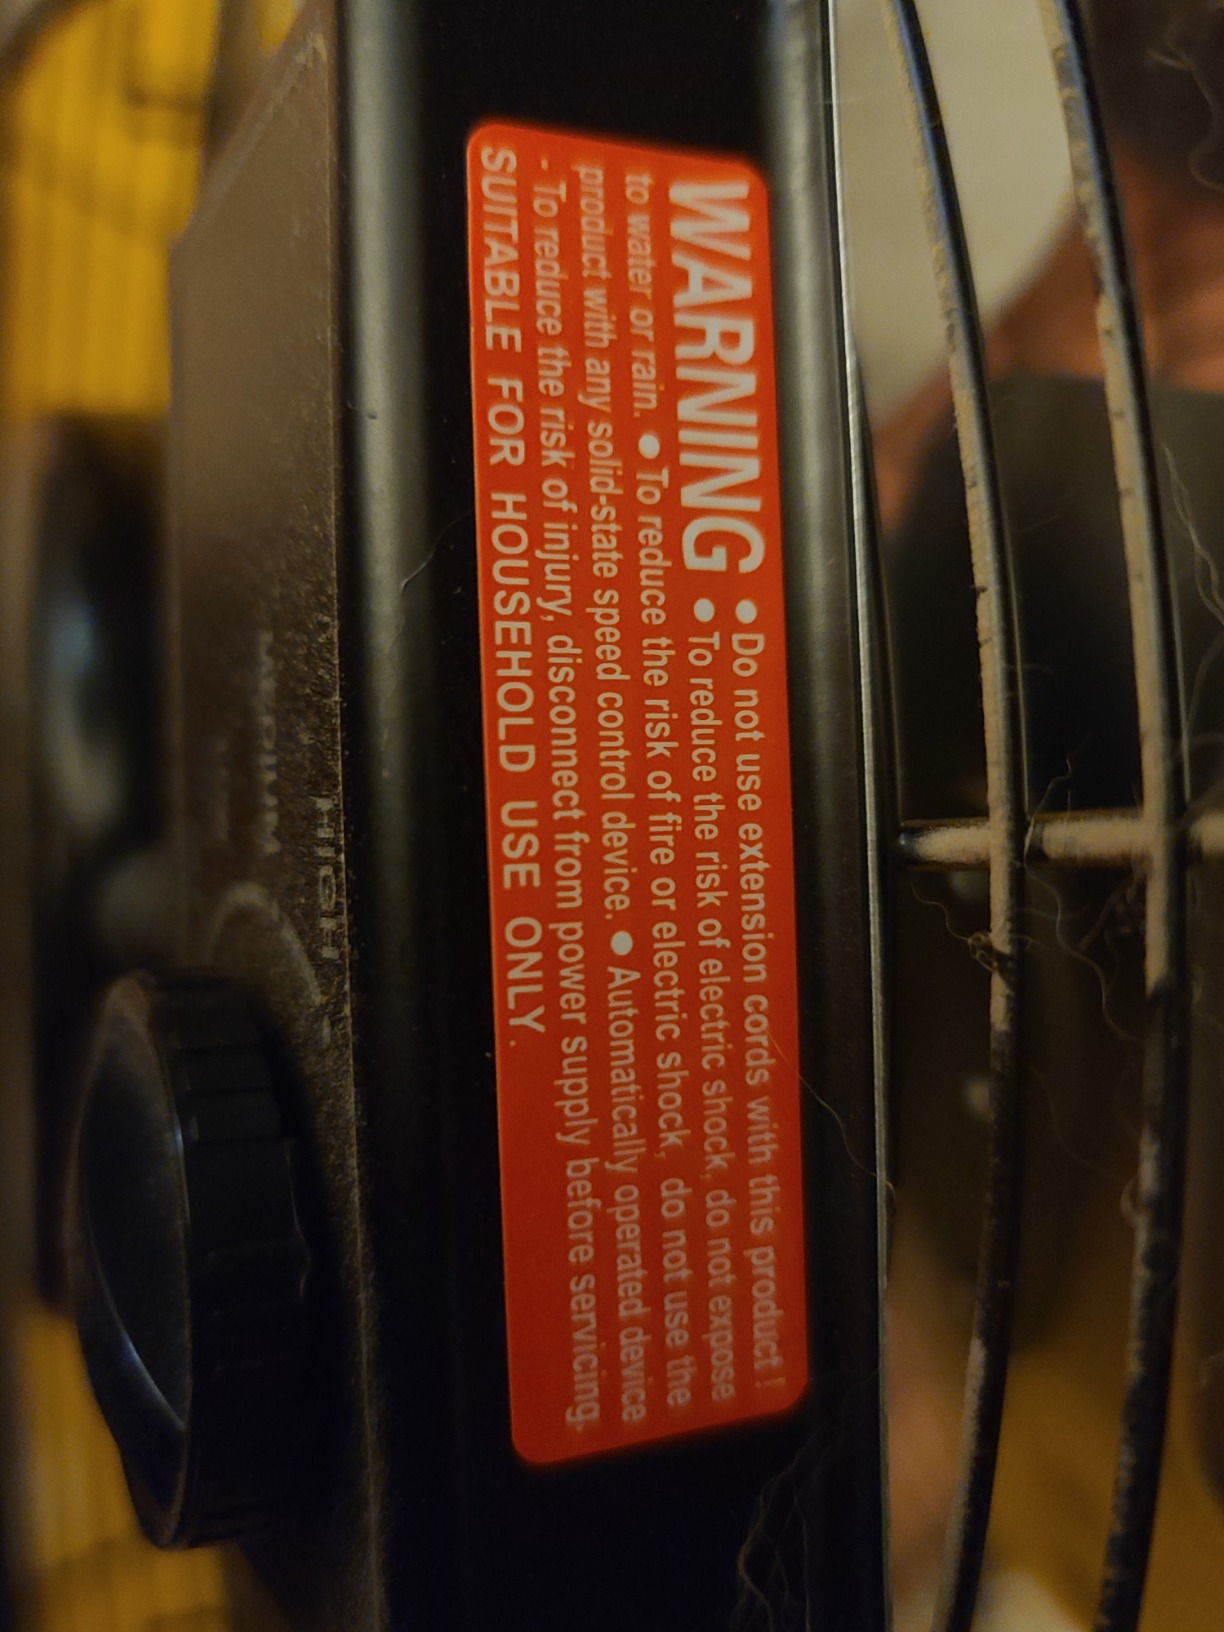 WARNING • Do not use extension cords with this product !
• To reduce the risk of electric shock, do not expose
to water or rain. • To reduce the risk of fire or electric shock, do not use the
product with any solid-state speed control device. • Automatically operated device
- To reduce the risk of injury, disconnect from power supply before servicing.
SUITABLE FOR HOUSEHOLD USE ONLY.
HIGH
MEDIUM